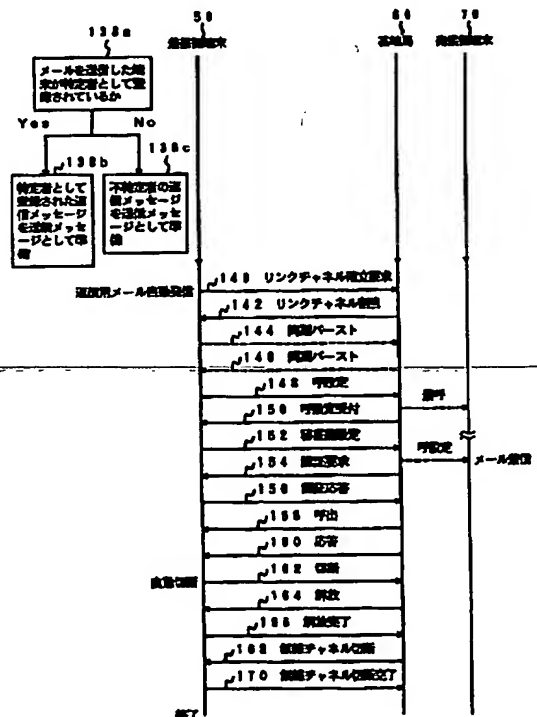 138a
50
60
70
着信側端末
基地局
発信側端末
メールを送信した端
末が特定者として登
録されているか
Yes
No
138b
138c
特定者として
登録された返
信メッセージ
を送信メッセ
ージとして準
備
不特定者の返
信メッセージ
を送信メッセ
ージとして準
備
返信用メール自動発信
140 リンクチャネル確立要求
142 リンクチャネル割当
144 同期バースト
146 同期バースト
148 呼設定
着呼
150 呼設定受付
152
呼設定
メール着信
154 認証要求
156 認証応答
158 呼出
160 応答
162 切断
自動切断
164 解放
166 解放完了
168 無線チャネル切断
170 無線チャネル切断完了
終了